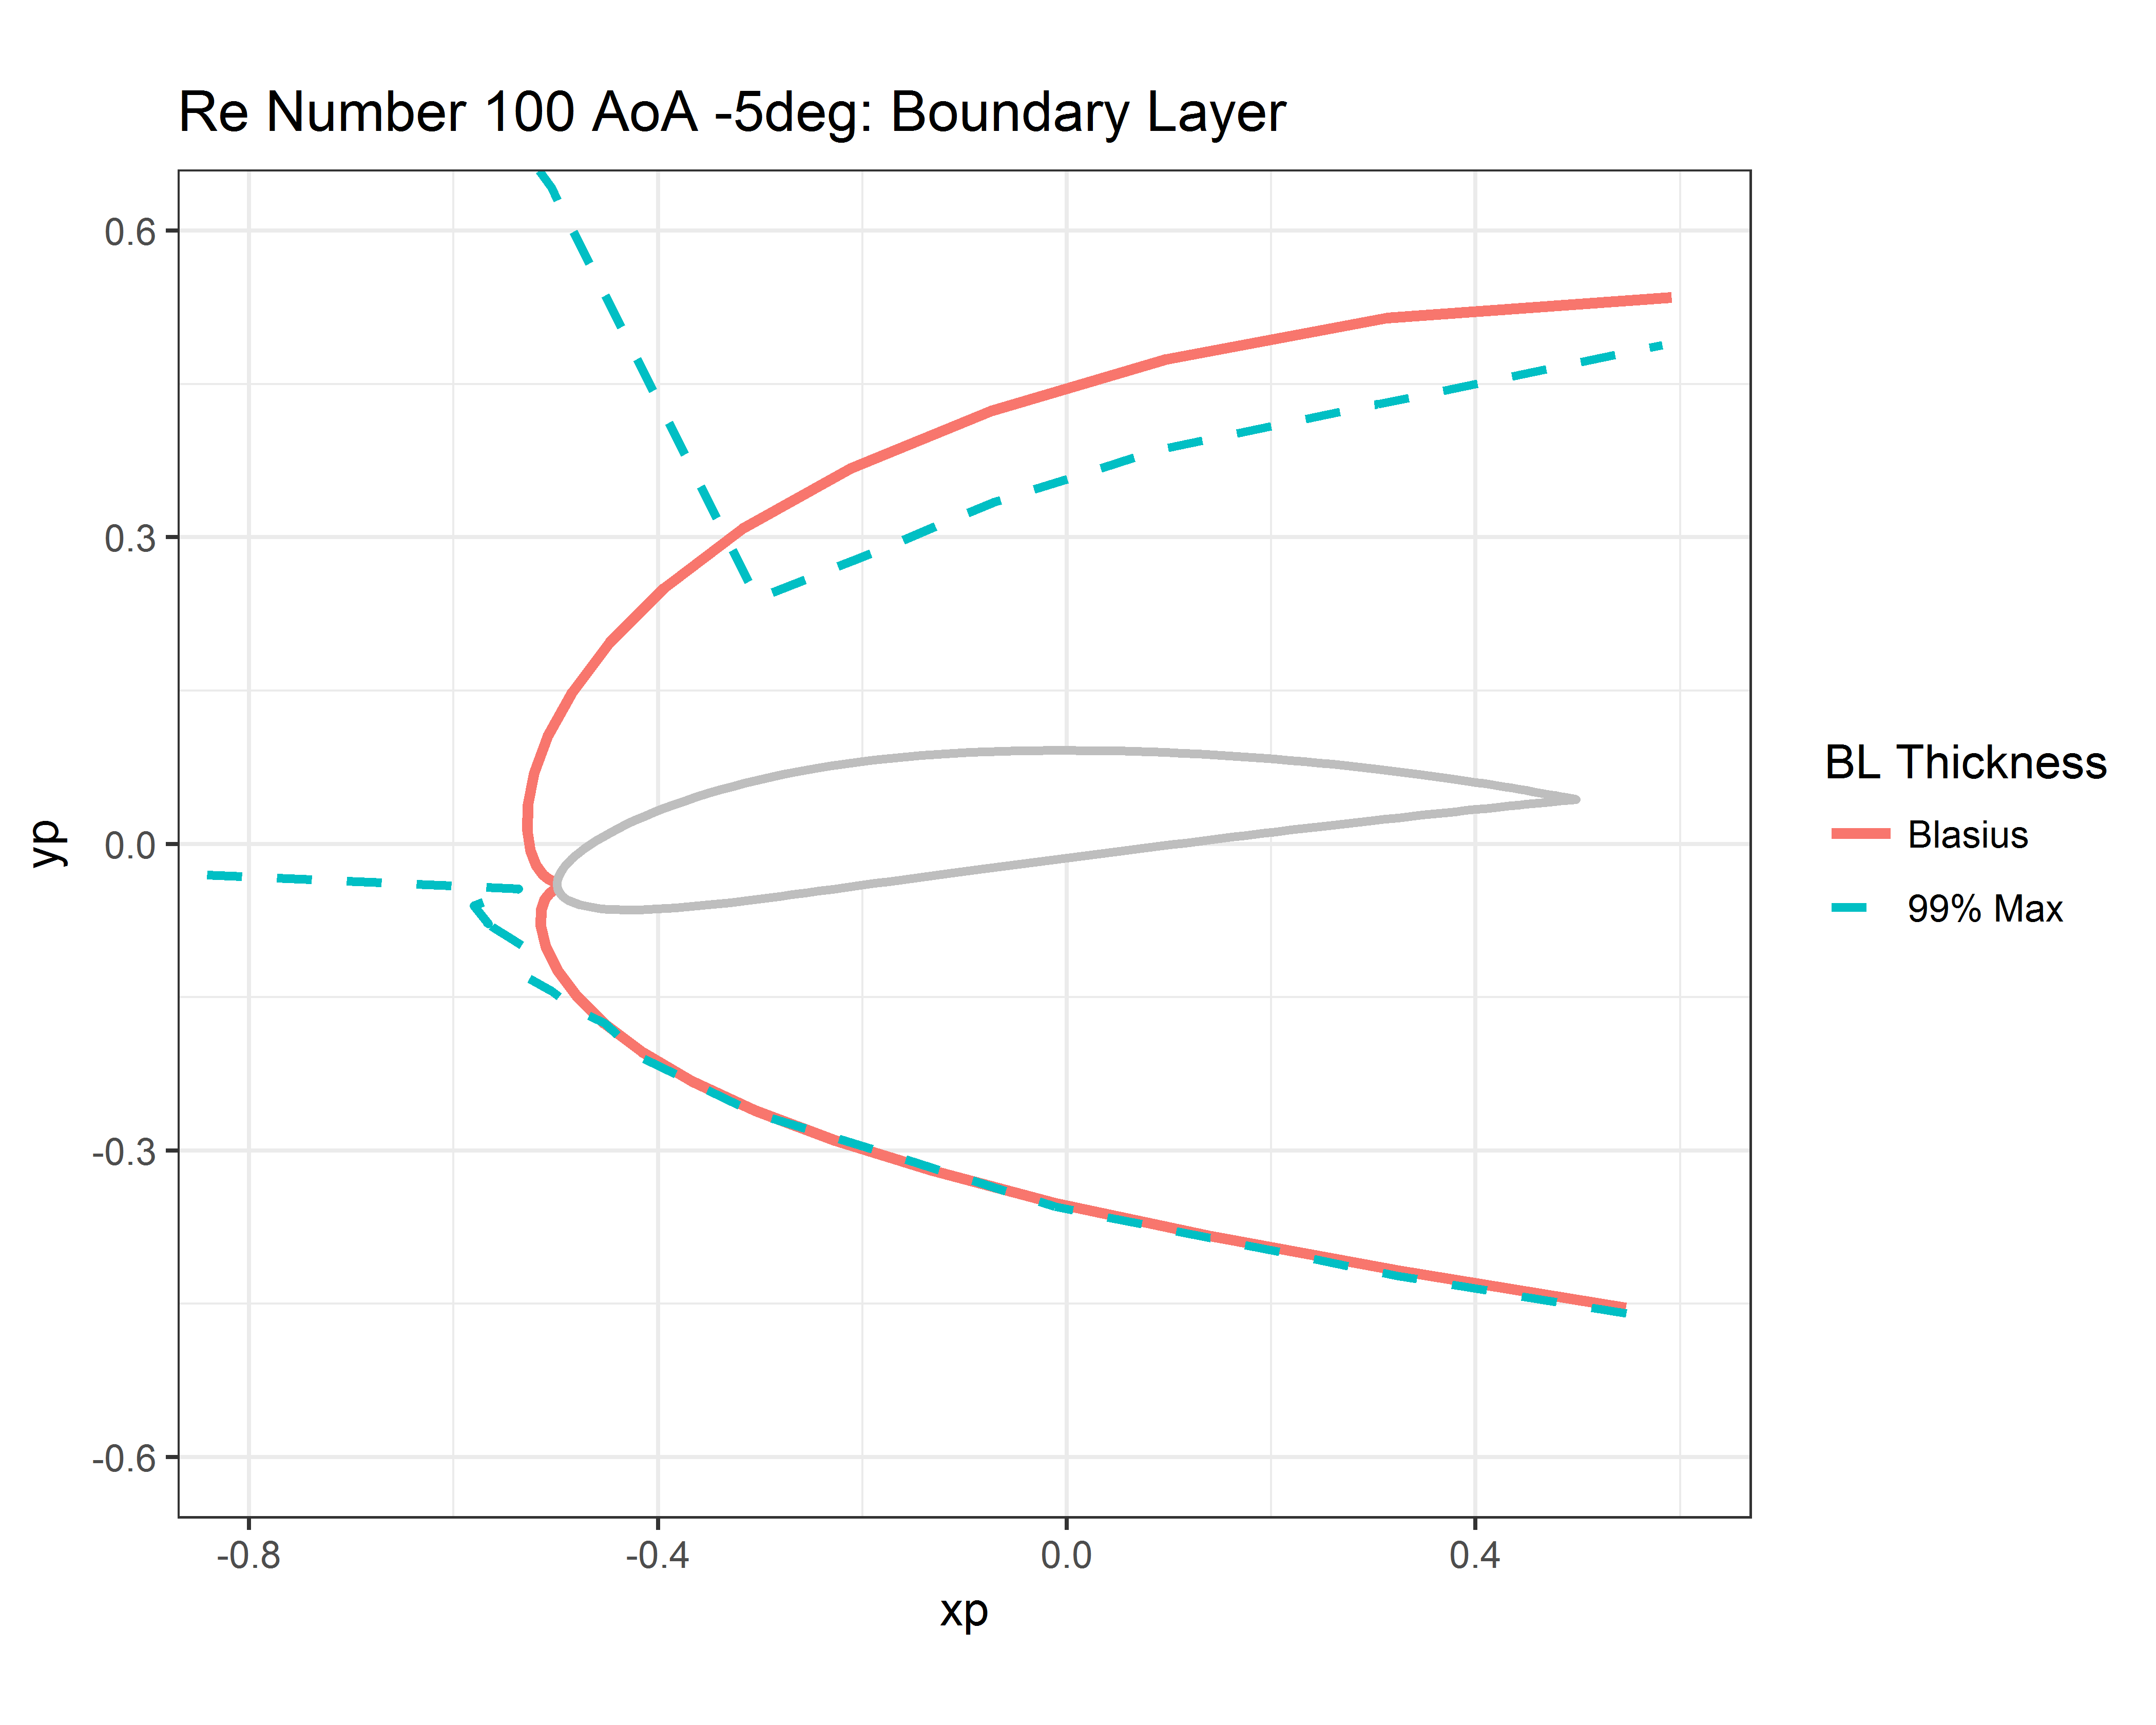 Re Number 100 AoA -5deg: Boundary Layer
0.6
0.3
0.0
-0.3
-0.6
yp
-0.8
-0.4
0.0
0.4
xp
BL Thickness
Blasius
99% Max